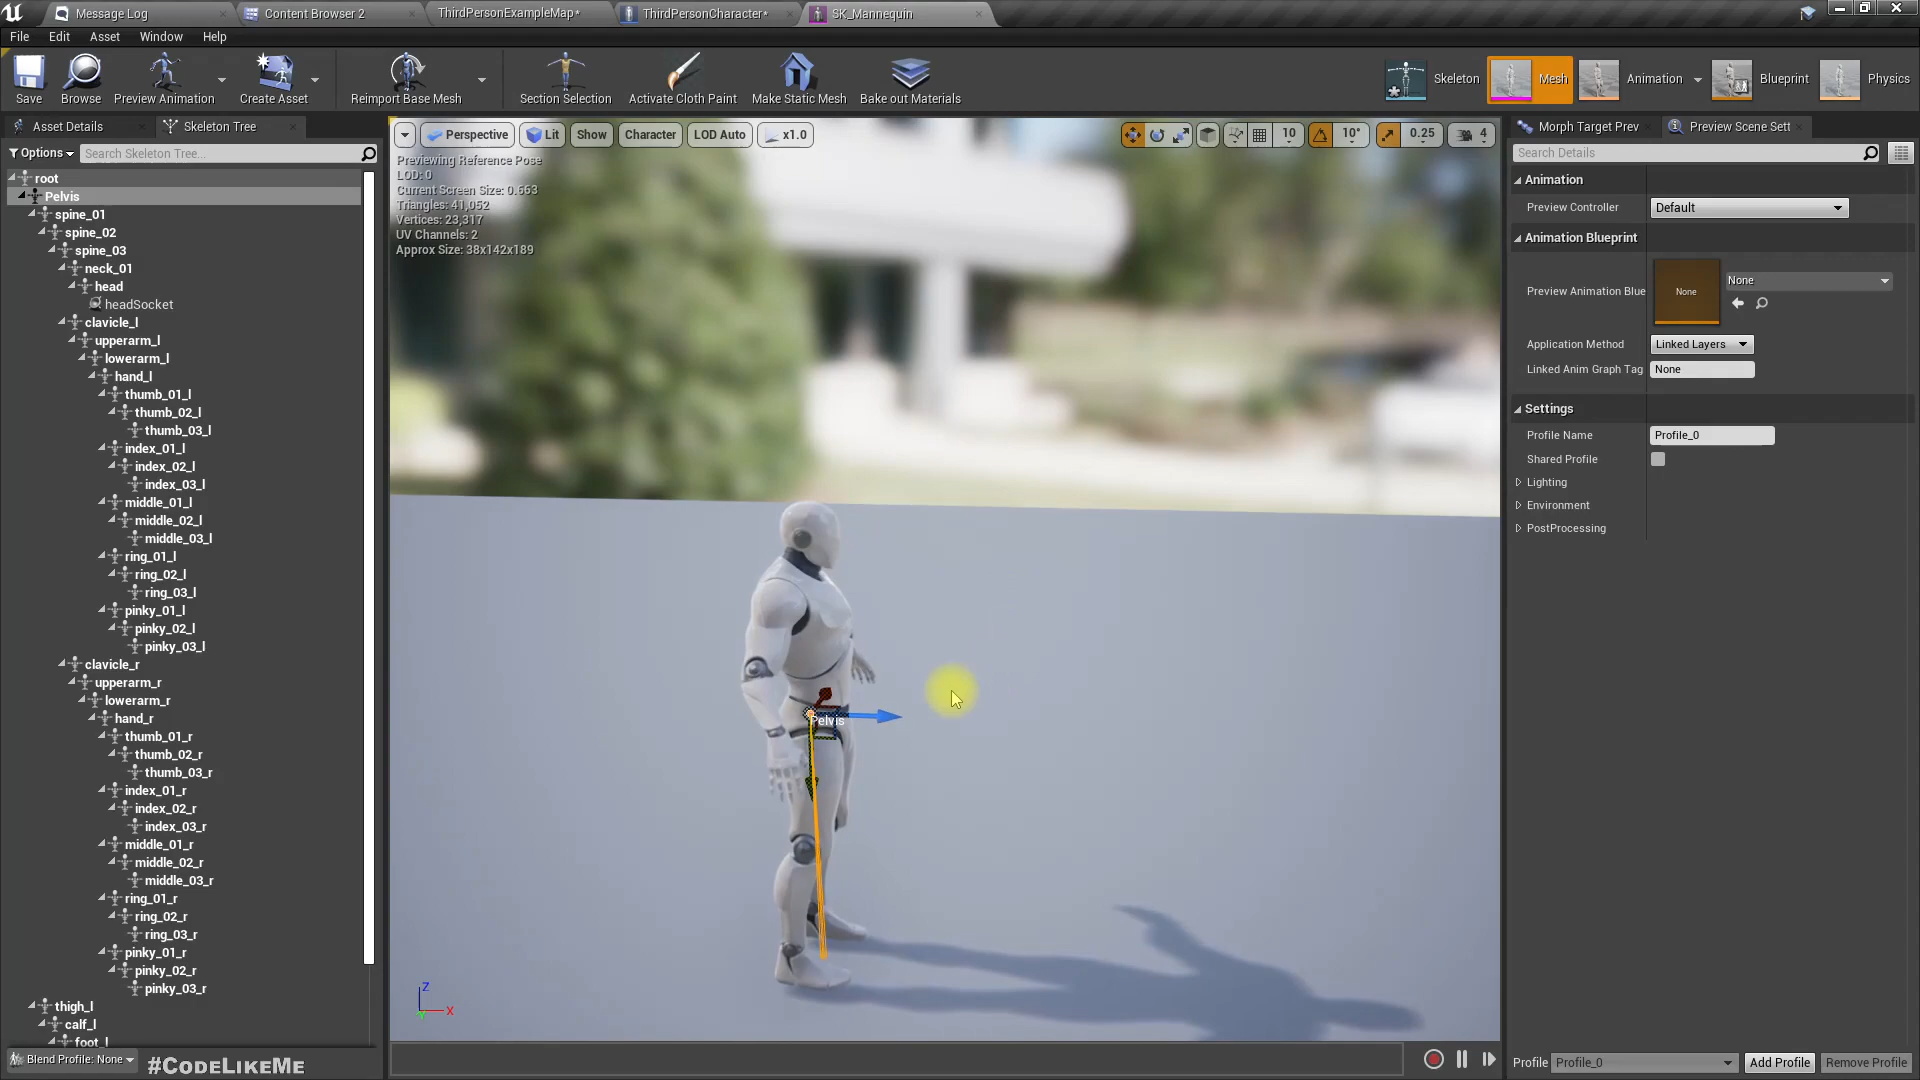 Message Log
Content Browser 2
ThirdPersonExampleMap*
ThirdPersonCharacter*
SK_Mannequin
File Edit Asset Window Help
Save
Browse
Preview Animation
Create Asset
Reimport Base Mesh
Section Selection
Activate Cloth Paint
Make Static Mesh
Bake out Materials
Skeleton
Mesh
Animation
Blueprint
Physics
Asset Details
Skeleton Tree
Options
Search Skeleton Tree...
root
Pelvis
spine_01
spine_02
spine_03
neck_01
head
headSocket
clavicle_l
upperarm_l
lowerarm_l
hand_l
thumb_01_l
thumb_02_l
thumb_03_l
index_01_l
index_02_l
index_03_l
middle_01_l
middle_02_l
middle_03_l
ring_01_l
ring_02_l
ring_03_l
pinky_01_l
pinky_02_l
pinky_03_l
clavicle_r
upperarm_r
lowerarm_r
hand_r
thumb_01_r
thumb_02_r
thumb_03_r
index_01_r
index_02_r
index_03_r
middle_01_r
middle_02_r
middle_03_r
ring_01_r
ring_02_r
ring_03_r
pinky_01_r
pinky_02_r
pinky_03_r
thigh_l
calf_l
foot_l
Blend Profile: None
#CodeLikeMe
Perspective
Lit
Show
Character
LOD Auto
x1.0
10
10°
0.25
4
Previewing Reference Pose
LOD: 0
Current Screen Size: 0.663
Triangles: 41,052
Vertices: 23,317
UV Channels: 2
Approx Size: 38x142x189
Pelvis
Z
X
Y
Morph Target Prev
Preview Scene Sett
Search Details
Animation
Preview Controller
Default
Animation Blueprint
Preview Animation Blue
None
None
Application Method
Linked Layers
Linked Anim Graph Tag
None
Settings
Profile Name
Profile_0
Shared Profile
Lighting
Environment
PostProcessing
Profile
Profile_0
Add Profile
Remove Profile